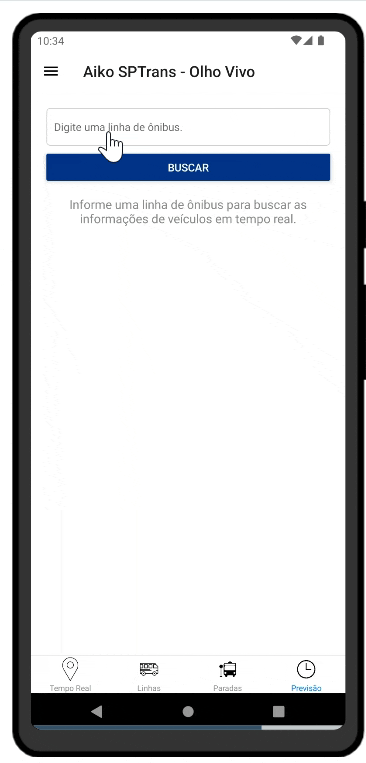 10:34
Aiko SPTrans - Olho Vivo
Digite uma linha de ônibus.
BUSCAR
Informe uma linha de ônibus para buscar as
informações de veículos em tempo real.
Tempo Real
Linhas
Paradas
Previsão